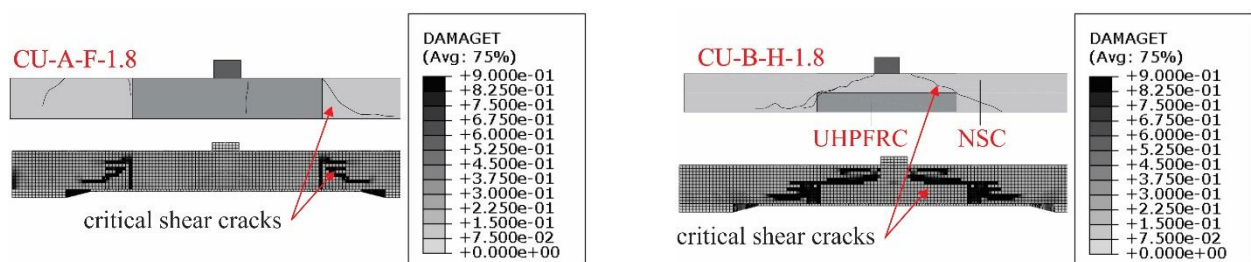 CU-A-F-1.8
critical shear cracks
DAMAGET
(Avg: 75%)
+9.000e-01
+8.250e-01
+7.500e-01
+6.750e-01
+6.000e-01
+5.250e-01
+4.500e-01
+3.750e-01
+3.000e-01
+2.250e-01
+1.500e-01
+7.500e-02
+0.000e+00
CU-B-H-1.8
UHPFRC
NSC
critical shear cracks
DAMAGET
(Avg: 75%)
+9.000e-01
+8.250e-01
+7.500e-01
+6.750e-01
+6.000e-01
+5.250e-01
+4.500e-01
+3.750e-01
+3.000e-01
+2.250e-01
+1.500e-01
+7.500e-02
+0.000e+00